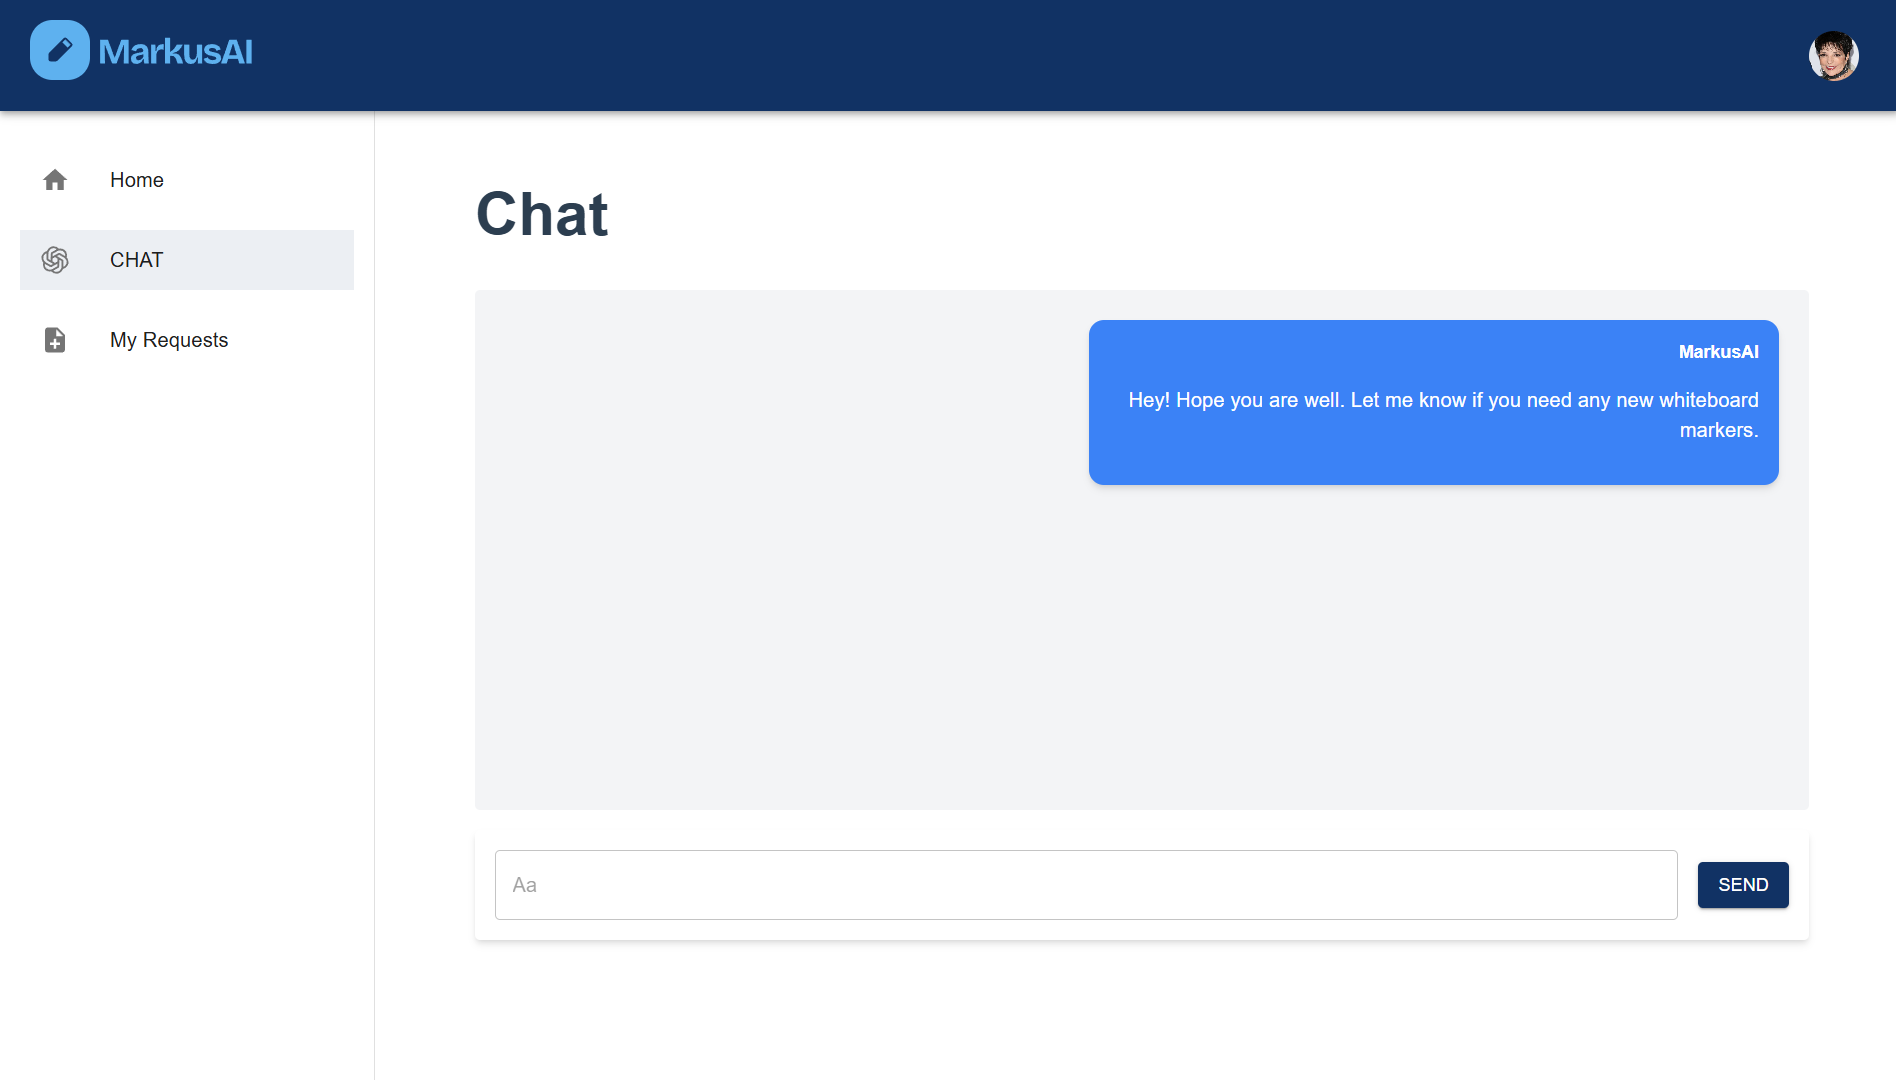 MarkusAI
Home
CHAT
My Requests
Chat
MarkusAI
Hey! Hope you are well. Let me know if you need any new whiteboard
markers.
Aa
SEND